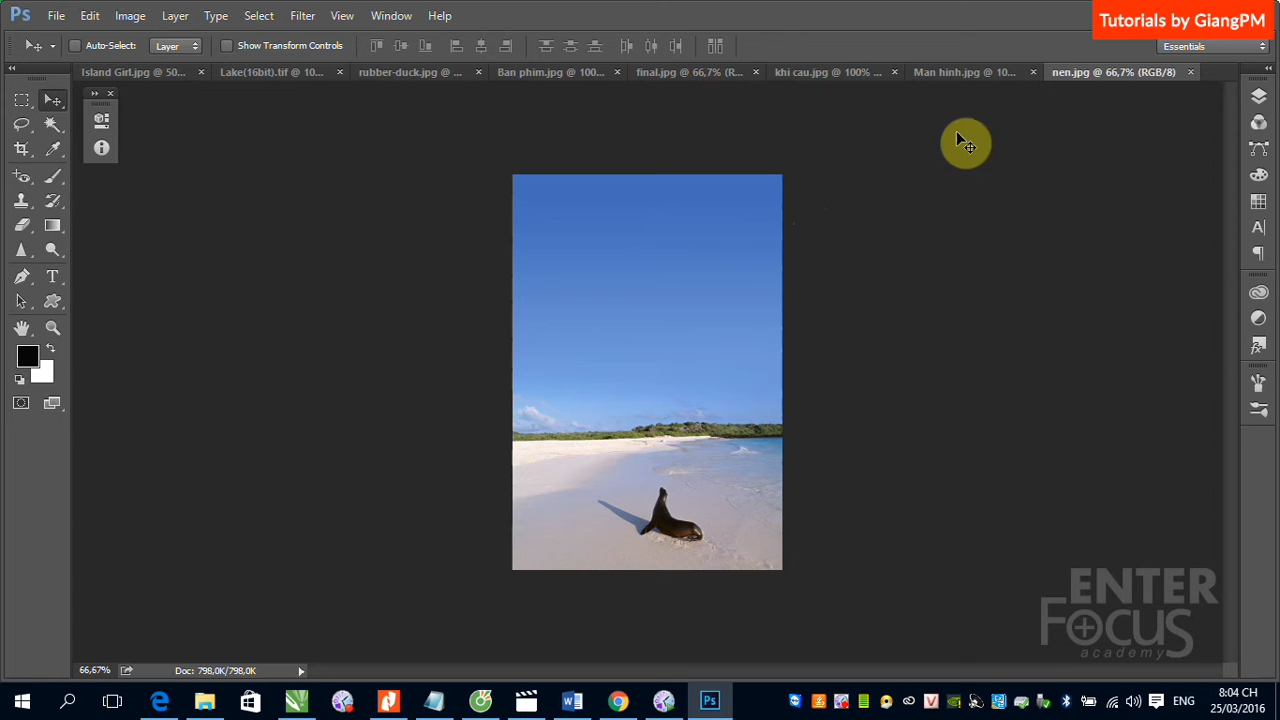 Ps File Edit Image Layer Type Select Filter View Window Help
Tutorials by GiangPM
Auto-Select: Layer Show Transform Controls
Essentials
Island Girl.jpg @ 50... Lake(16bit).tif @ 10... rubber-duck.jpg @ ... Ban phim.jpg @ 100... final.jpg @ 66,7% (R... khi cau.jpg @ 100% ... Man hinh.jpg @ 10... nen.jpg @ 66,7% (RGB/8)
ENTER
FOCUS
academy
66,67% Doc: 798,0K/798,0K
ENG
8:04 CH
25/03/2016